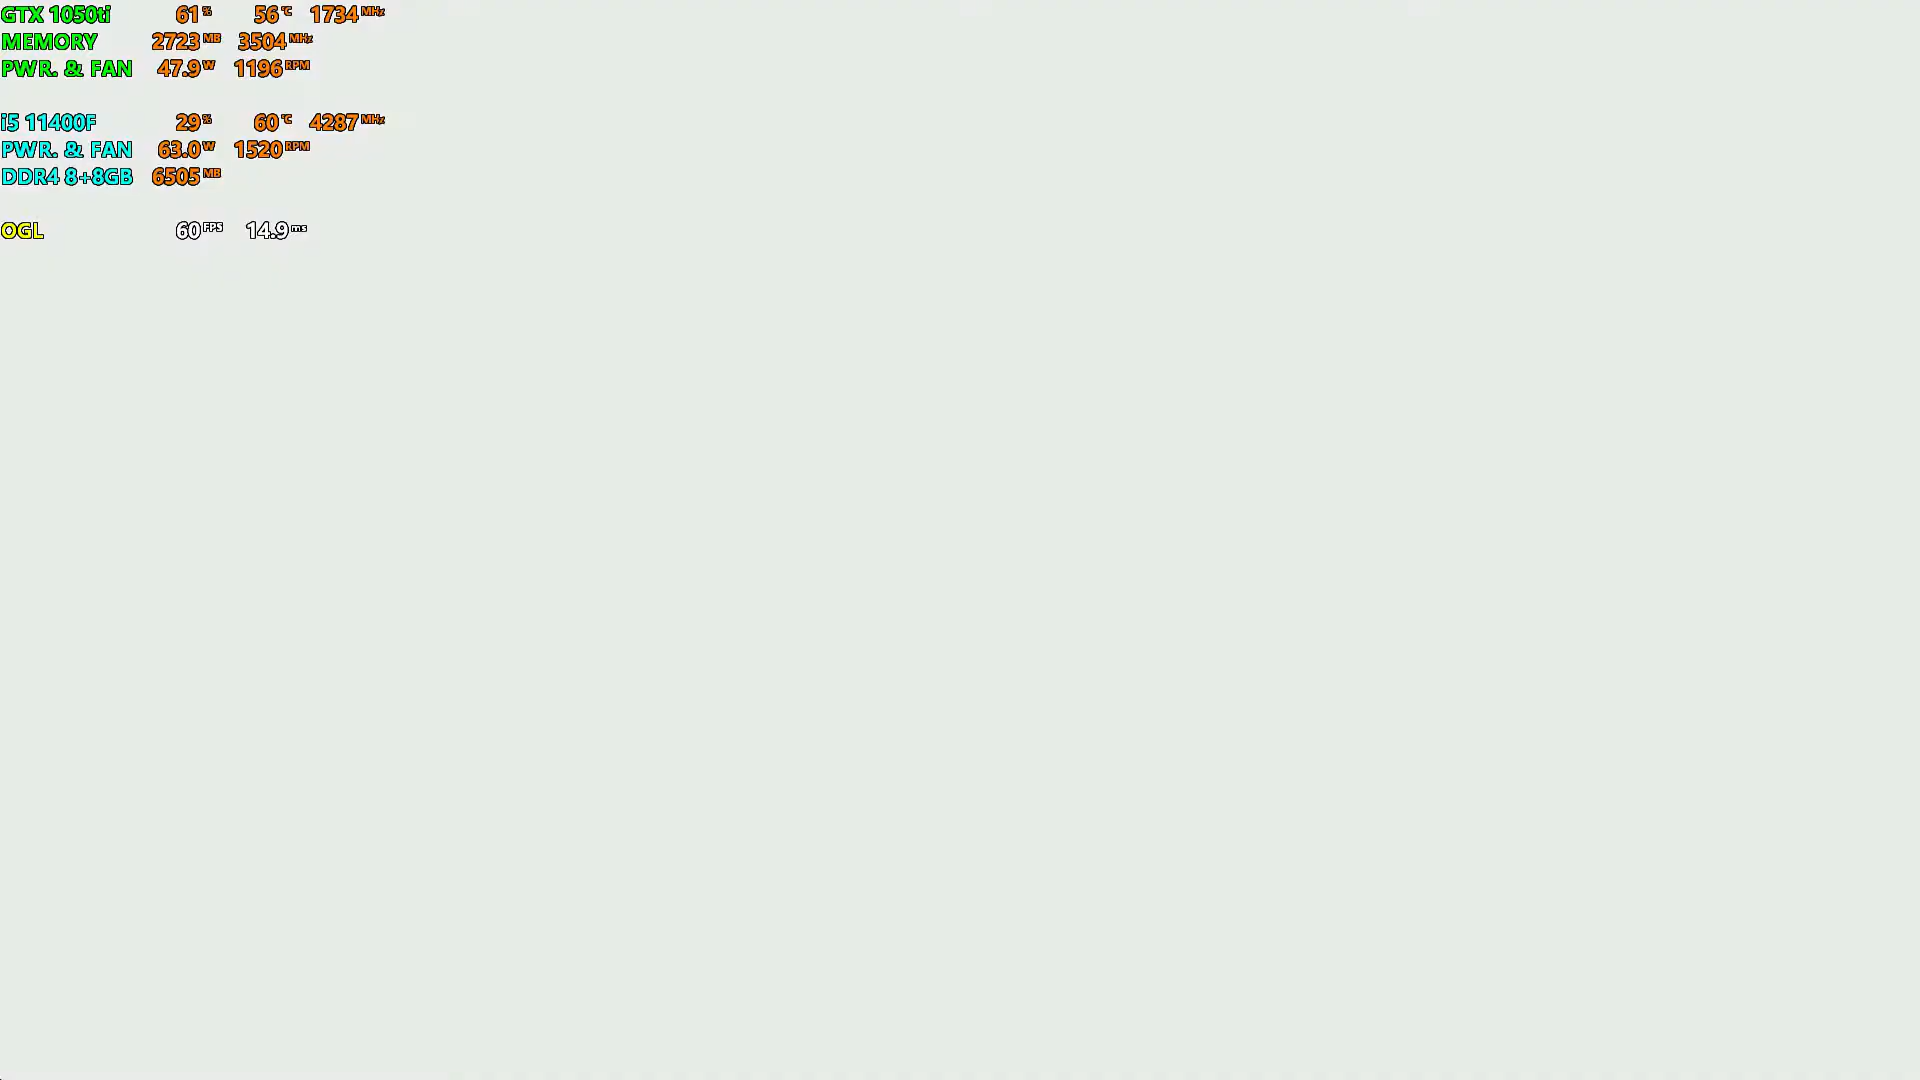 GTX 1050ti 61 % 56 °C 1734 MHz
MEMORY 2723 MB 3504 MHz
PWR. & FAN 47.9 W 1196 RPM
i5 11400F 29 % 60 °C 4287 MHz
PWR. & FAN 63.0 W 1520 RPM
DDR4 8+8GB 6505 MB
OGL 60 FPS 14.9 ms